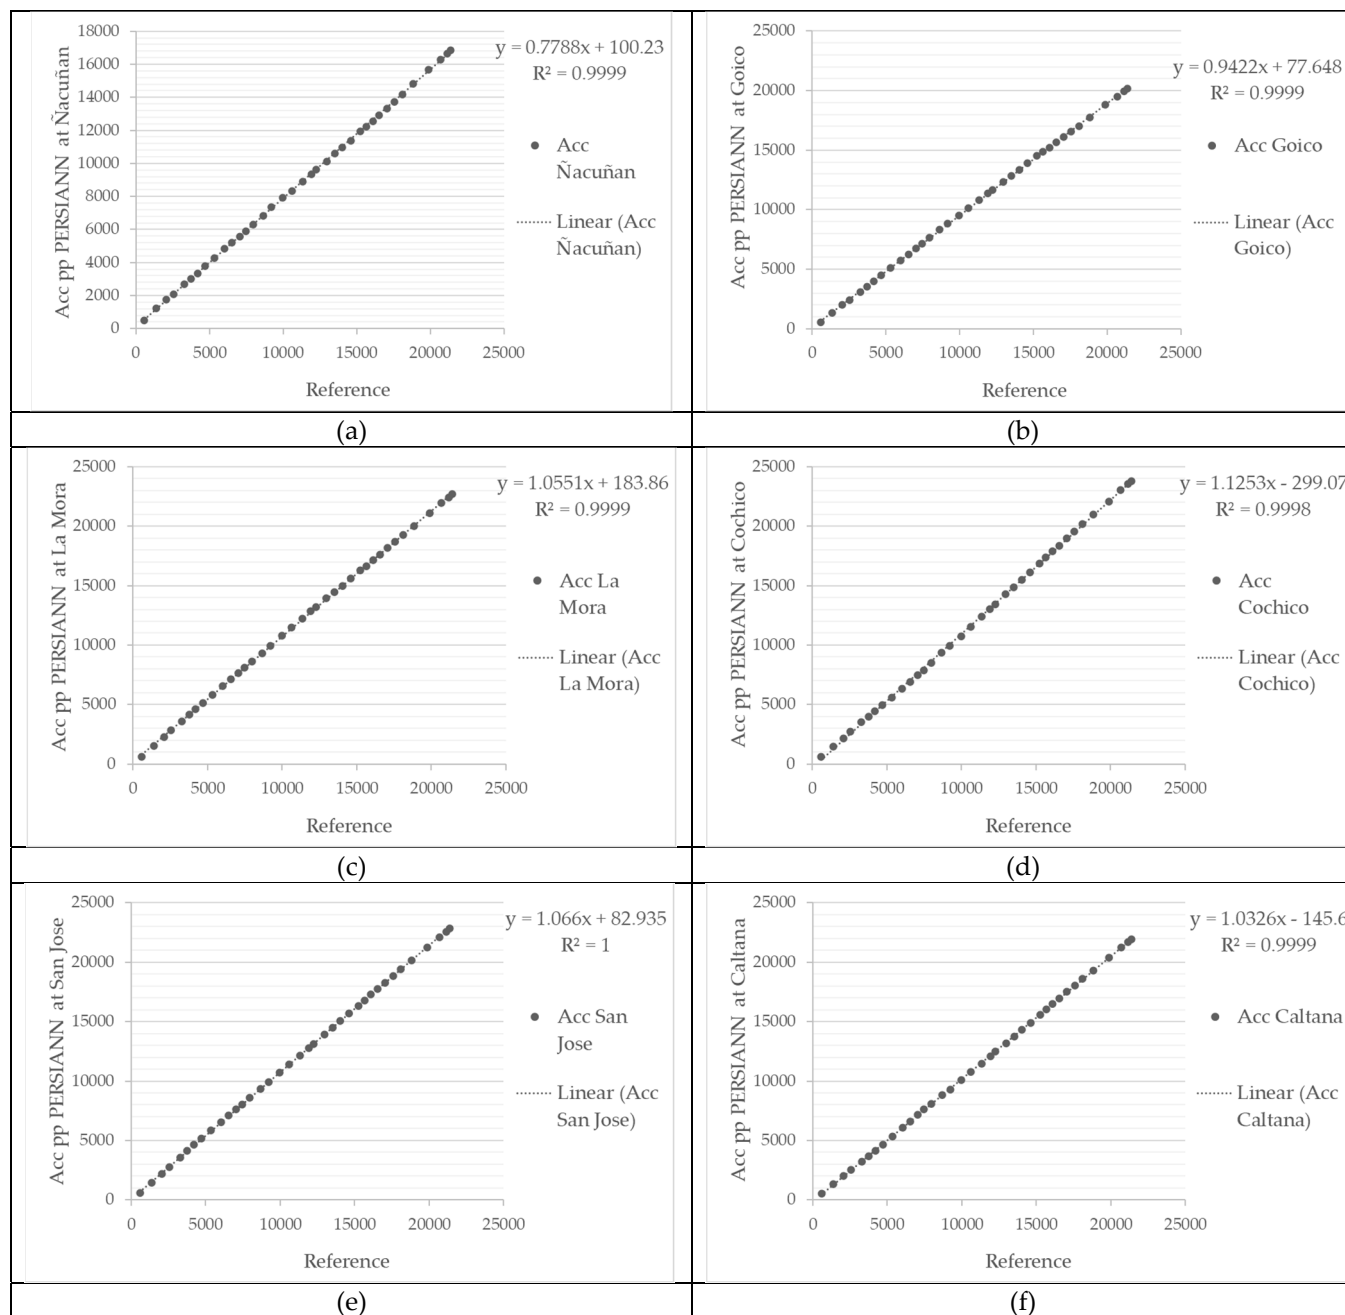 18000
16000
14000
12000
10000
8000
6000
4000
2000
0
Acc pp PERSIANN at Ñacuñan
0 5000 10000 15000 20000 25000
Reference
y = 0.7788x + 100.23
R² = 0.9999
Acc
Ñacuñan
Linear (Acc
Ñacuñan)
(a)
25000
20000
15000
10000
5000
0
Acc pp PERSIANN at Goico
0 5000 10000 15000 20000 25000
Reference
y = 0.9422x + 77.648
R² = 0.9999
Acc Goico
Linear (Acc
Goico)
(b)
25000
20000
15000
10000
5000
0
Acc pp PERSIANN at La Mora
0 5000 10000 15000 20000 25000
Reference
y = 1.0551x + 183.86
R² = 0.9999
Acc La
Mora
Linear (Acc
La Mora)
(c)
25000
20000
15000
10000
5000
0
Acc pp PERSIANN at Cochico
0 5000 10000 15000 20000 25000
Reference
y = 1.1253x - 299.07
R² = 0.9998
Acc
Cochico
Linear (Acc
Cochico)
(d)
25000
20000
15000
10000
5000
0
Acc pp PERSIANN at San Jose
0 5000 10000 15000 20000 25000
Reference
y = 1.066x + 82.935
R² = 1
Acc San
Jose
Linear (Acc
San Jose)
(e)
25000
20000
15000
10000
5000
0
Acc pp PERSIANN at Caltana
0 5000 10000 15000 20000 25000
Reference
y = 1.0326x - 145.6
R² = 0.9999
Acc Caltana
Linear (Acc
Caltana)
(f)